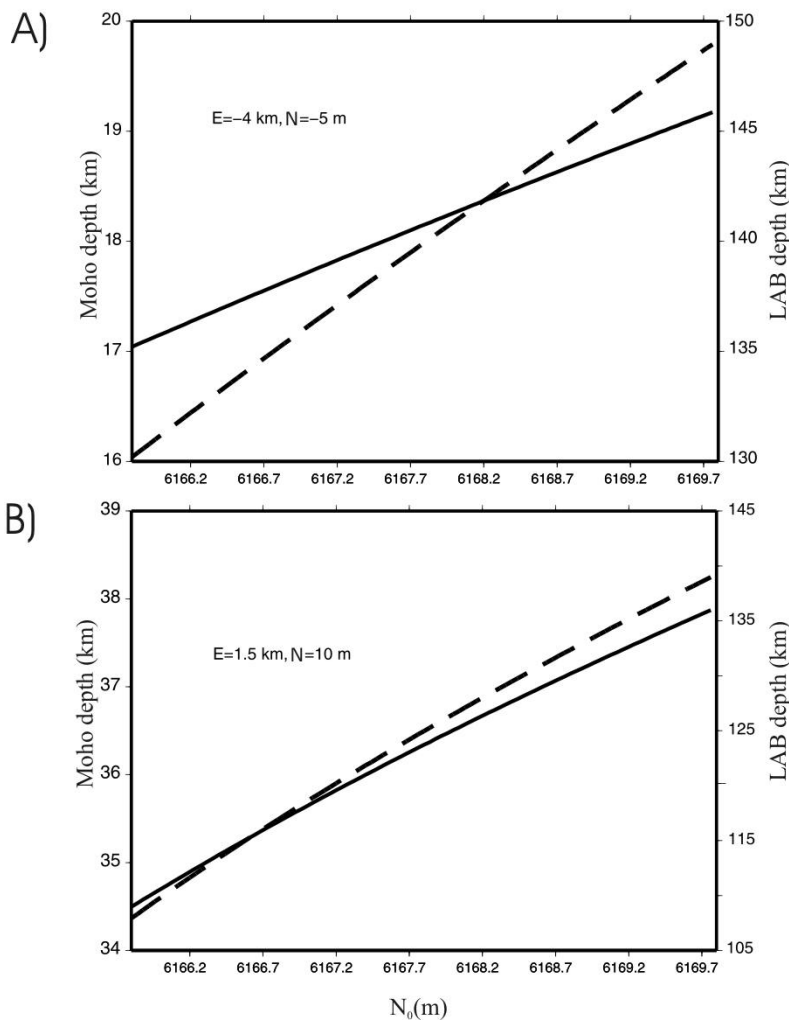 A)
20
19
18
17
16
Moho depth (km)
E=–4 km, N=–5 m
150
145
140
135
130
LAB depth (km)
6166.2 6166.7 6167.2 6167.7 6168.2 6168.7 6169.2 6169.7
B)
39
38
37
36
35
34
Moho depth (km)
E=1.5 km, N=10 m
145
135
125
115
105
LAB depth (km)
6166.2 6166.7 6167.2 6167.7 6168.2 6168.7 6169.2 6169.7
N₀(m)